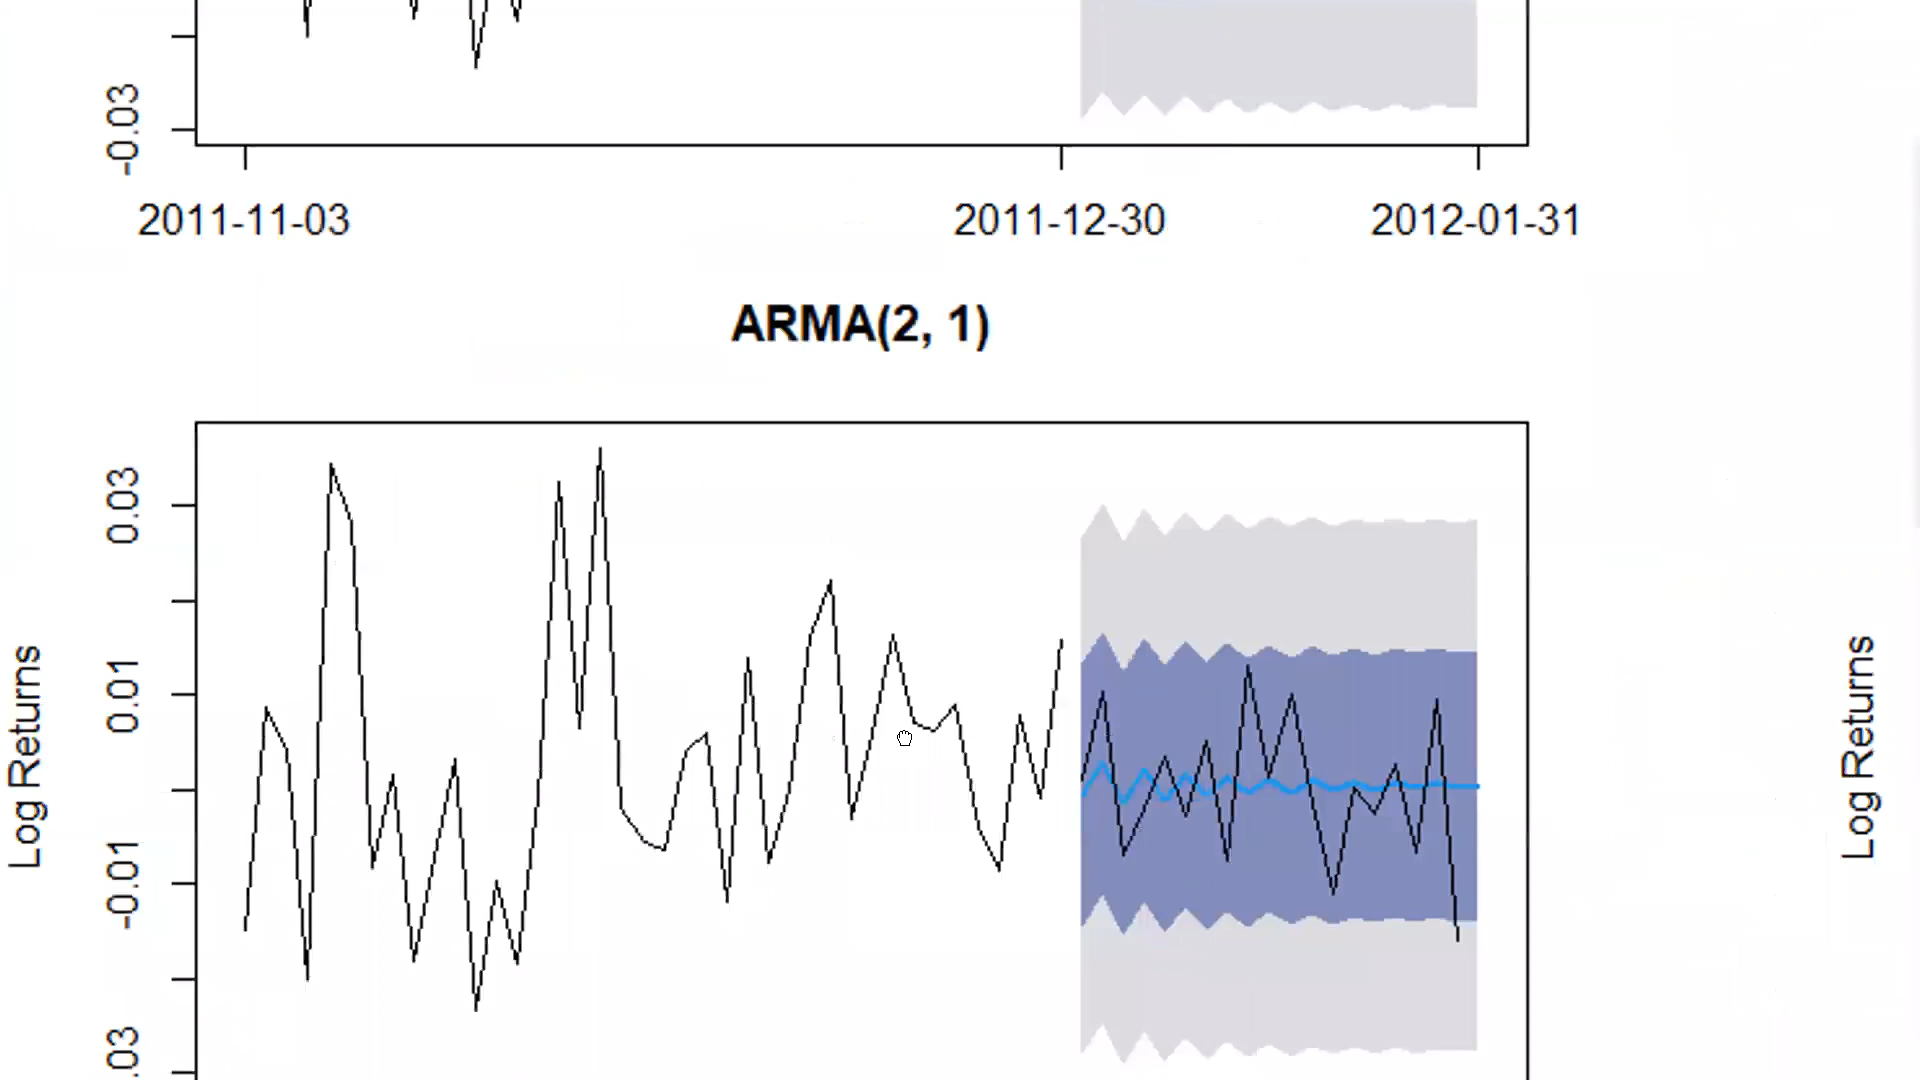 -0.03
2011-11-03 2011-12-30 2012-01-31
ARMA(2, 1)
0.03
0.01
-0.01
.03
Log Returns
Log Returns